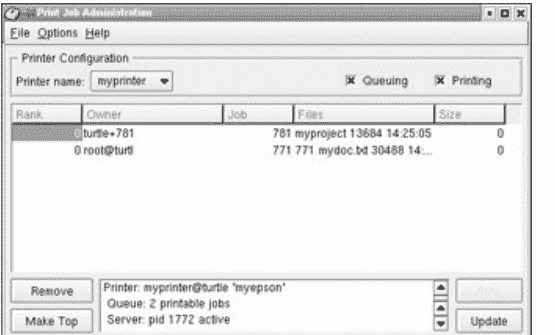 Print Job Administration
File Options Help
Printer Configuration
Printer name: myprinter Queuing Printing
Rank Owner Job Files Size
0 turtle+781 781 myproject 13684 14:25:05 0
0 root@turtl 771 771 mydoc.txt 30488 14:... 0
Remove
Printer: myprinter@turtle 'myepson'
Queue: 2 printable jobs
Server: pid 1772 active
Auto
Make Top
Update